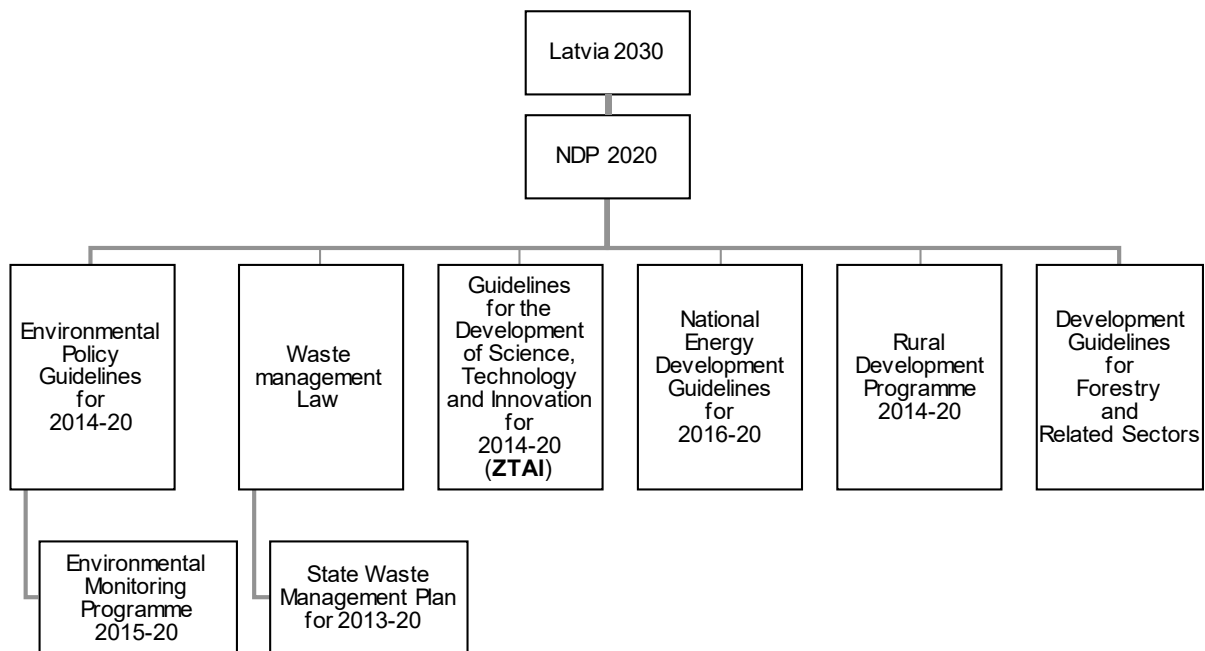 Latvia 2030
NDP 2020
Environmental
Policy
Guidelines
for
2014-20
Waste
management
Law
Guidelines
for the
Development
of Science,
Technology
and Innovation
for
2014-20
(ZTAI)
National
Energy
Development
Guidelines
for
2016-20
Rural
Development
Programme
2014-20
Development
Guidelines
for
Forestry
and
Related Sectors
Environmental
Monitoring
Programme
2015-20
State Waste
Management Plan
for 2013-20